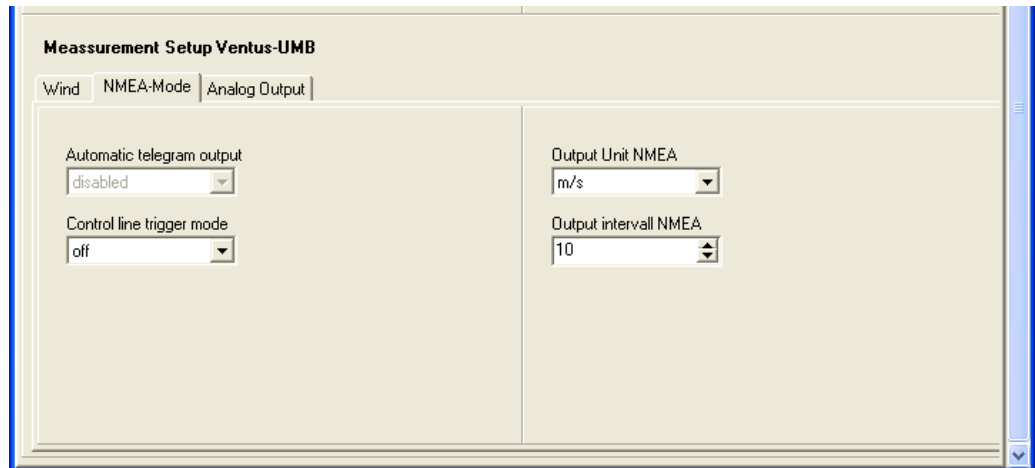 Meassurement Setup Ventus-UMB
Wind NMEA-Mode Analog Output
Automatic telegram output
disabled
Control line trigger mode
off
Output Unit NMEA
m/s
Output intervall NMEA
10